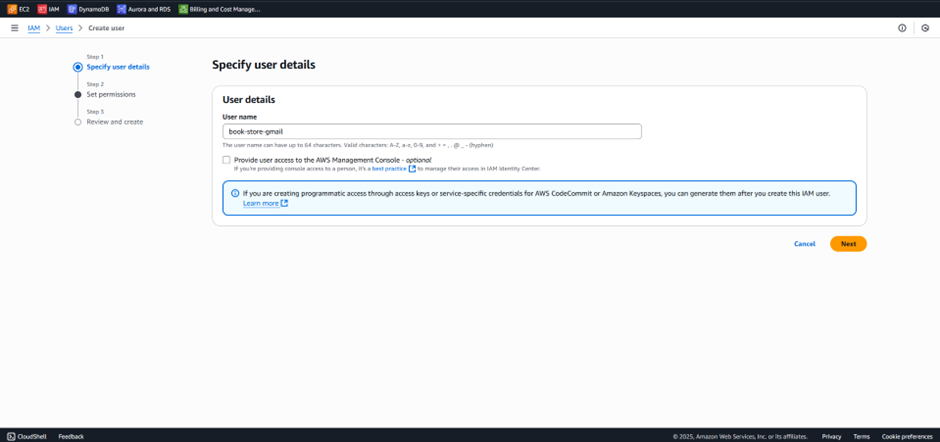 EC2 IAM DynamoDB Aurora and RDS Billing and Cost Manage...
IAM > Users > Create user
Step 1
Specify user details
Step 2
Set permissions
Step 3
Review and create
Specify user details
User details
User name
book-store-gmail
The user name can have up to 64 characters. Valid characters: A-Z, a-z, 0-9, and + = , . @ _ - (hyphen)
Provide user access to the AWS Management Console - optional
If you're providing console access to a person, it's a best practice to manage their access in IAM Identity Center.
If you are creating programmatic access through access keys or service-specific credentials for AWS CodeCommit or Amazon Keyspaces, you can generate them after you create this IAM user.
Learn more
Cancel Next
CloudShell Feedback © 2025, Amazon Web Services, Inc. or its affiliates. Privacy Terms Cookie preferences